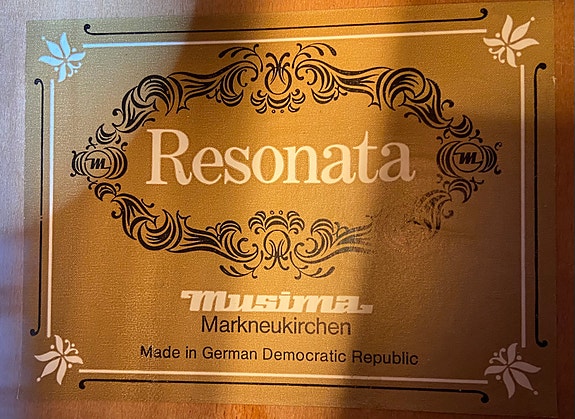 Resonata
m m
musima
Markneukirchen
Made in German Democratic Republic